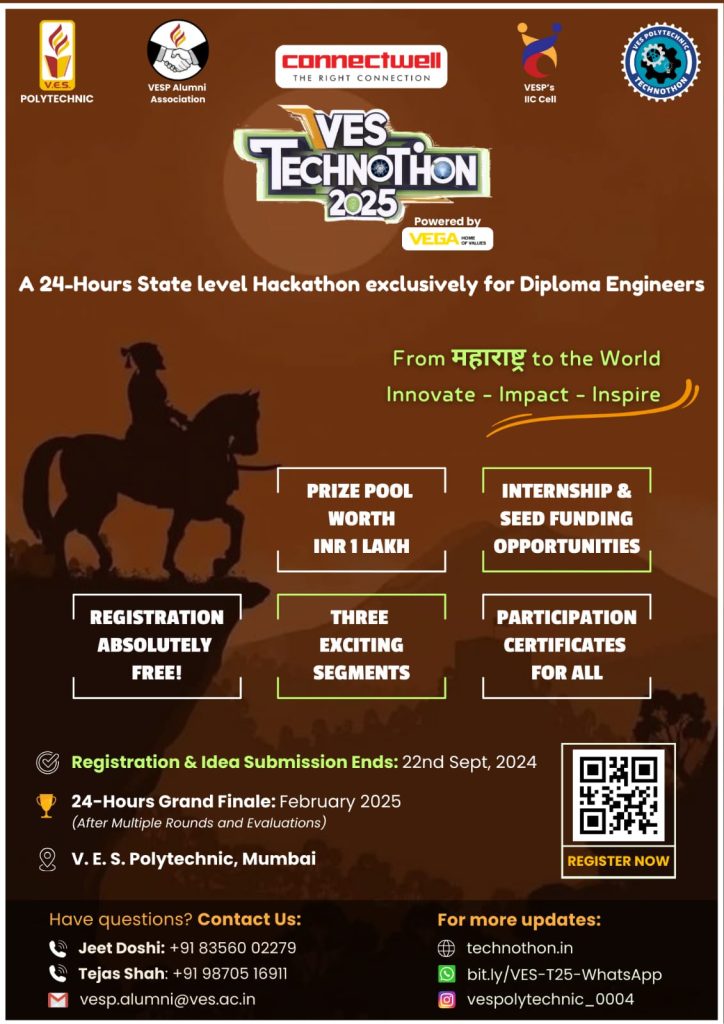 V.E.S.
POLYTECHNIC
VESP Alumni
Association
connectwell
THE RIGHT CONNECTION
VESP's
IIC Cell
VES POLYTECHNIC
TECHNOTHON
VES
TECHNOTHON
2025
Powered by
VEGA HOME OF VALUES
A 24-Hours State level Hackathon exclusively for Diploma Engineers
From महाराष्ट्र to the World
Innovate - Impact - Inspire
PRIZE POOL
WORTH
INR 1 LAKH
INTERNSHIP &
SEED FUNDING
OPPORTUNITIES
REGISTRATION
ABSOLUTELY
FREE!
THREE
EXCITING
SEGMENTS
PARTICIPATION
CERTIFICATES
FOR ALL
Registration & Idea Submission Ends: 22nd Sept, 2024
24-Hours Grand Finale: February 2025
(After Multiple Rounds and Evaluations)
V. E. S. Polytechnic, Mumbai
REGISTER NOW
Have questions? Contact Us:
Jeet Doshi: +91 83560 02279
Tejas Shah: +91 98705 16911
vesp.alumni@ves.ac.in
For more updates:
technothon.in
bit.ly/VES-T25-WhatsApp
vespolytechnic_0004